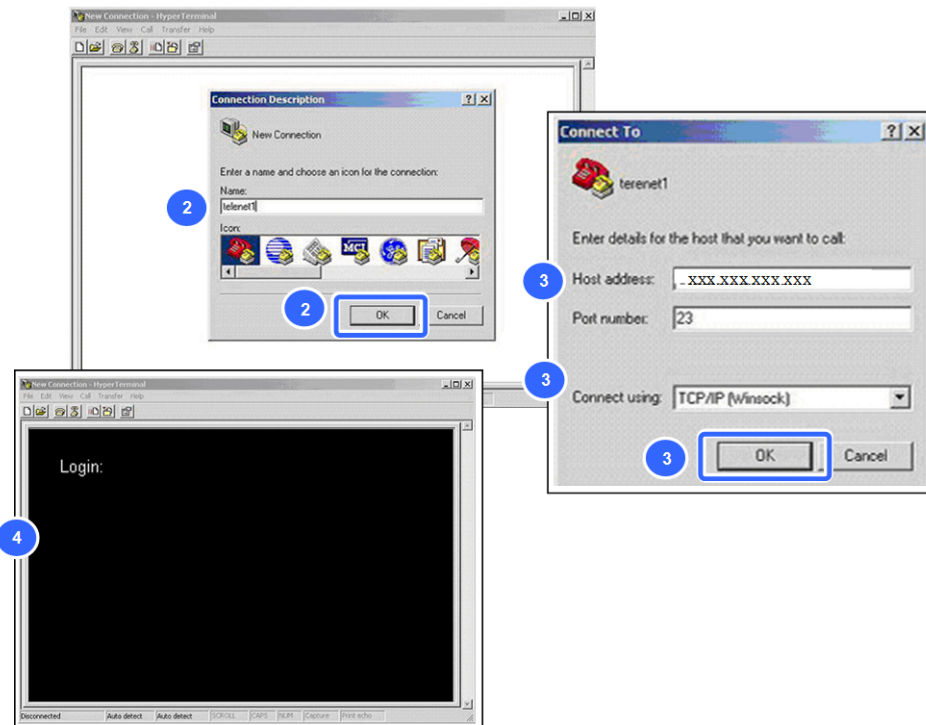 New Connection - HyperTerminal
File Edit View Call Transfer Help
Connection Description
New Connection
Enter a name and choose an icon for the connection:
Name:
2
telenet1
Icon:
MCI
2
OK Cancel
Connect To
terenet1
Enter details for the host that you want to call:
3
Host address: . XXX.XXX.XXX.XXX
Port number: 23
3
Connect using: TCP/IP (Winsock)
3
OK Cancel
New Connection - HyperTerminal
File Edit View Call Transfer Help
Login:
4
Disconnected Auto detect Auto detect SCROLL CAPS NUM Capture Print echo